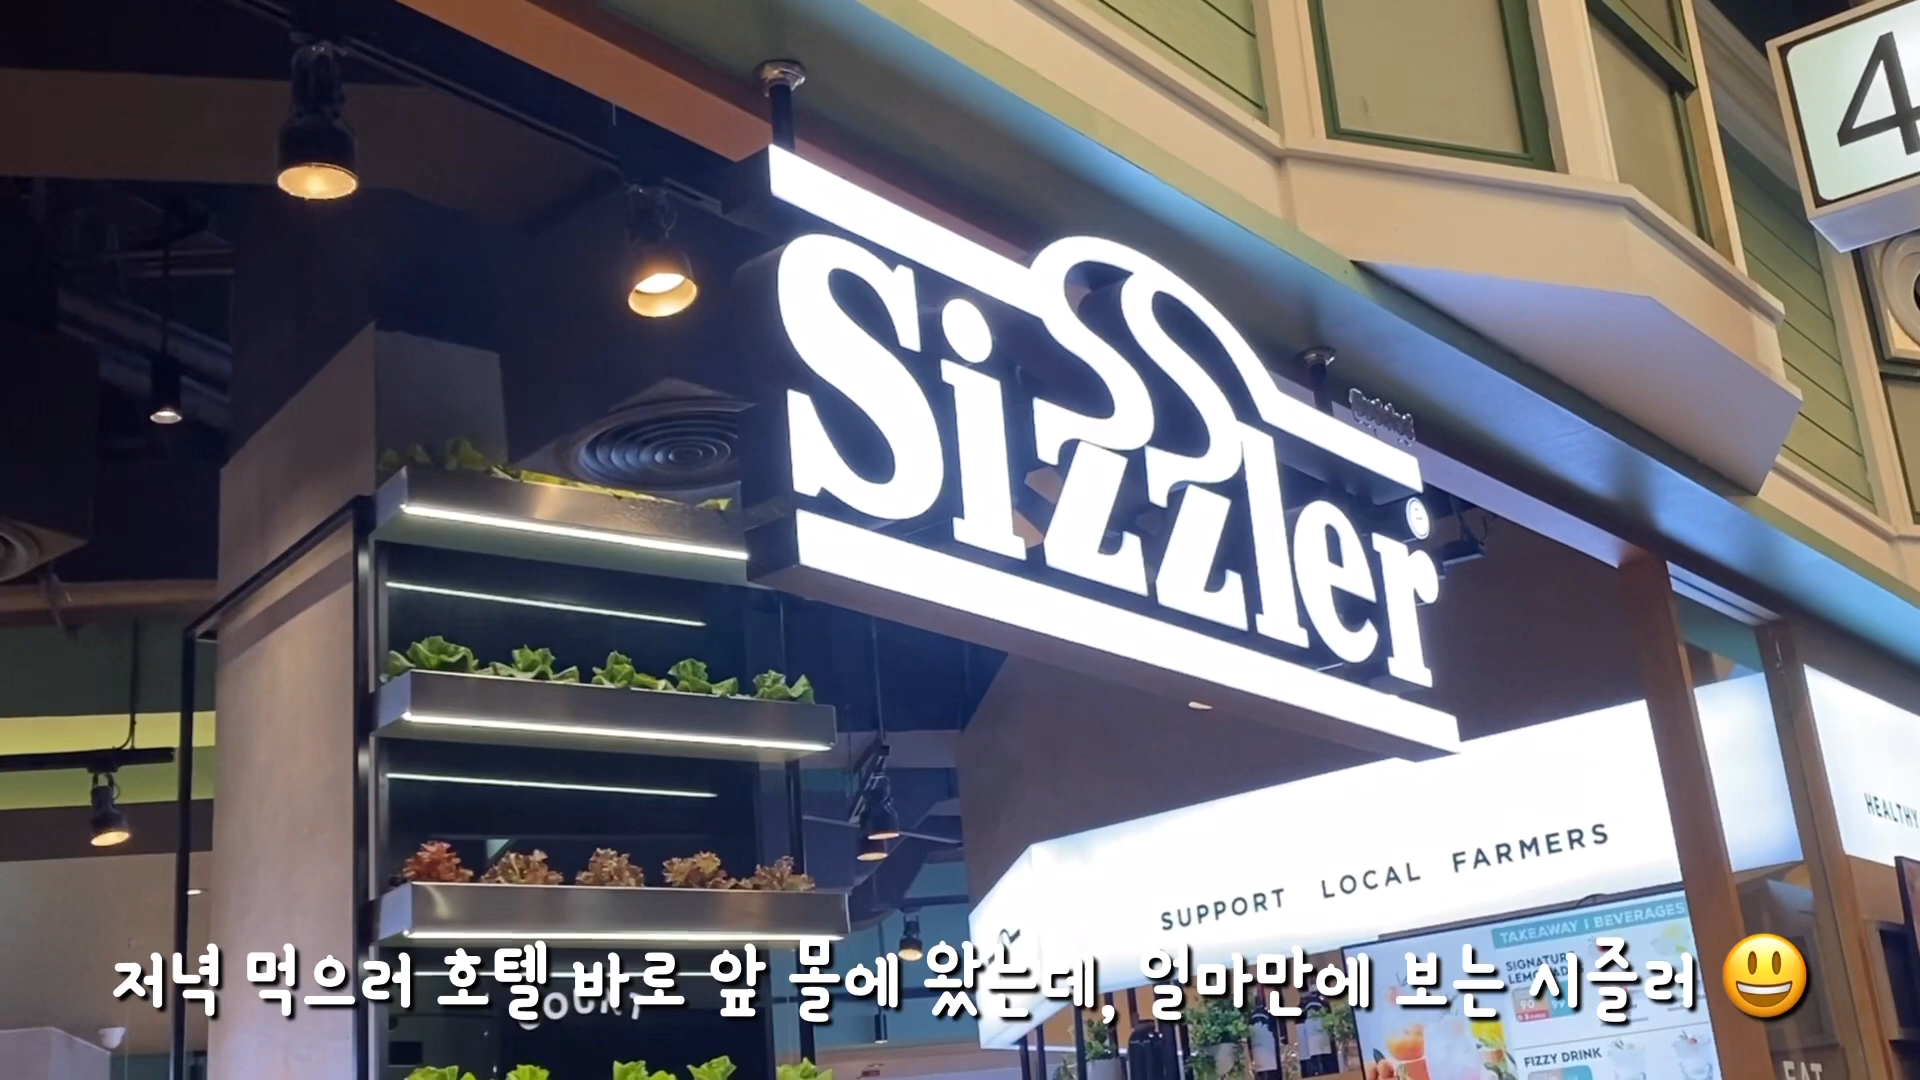 4
Sizzler
SUPPORT LOCAL FARMERS
HEALTHY
TAKEAWAY | BEVERAGES
SIGNATURE
FIZZY DRINK
EAT
저녁 먹으러 호텔 바로 앞 몰에 왔는데, 얼마만에 보는 시즐러 😃